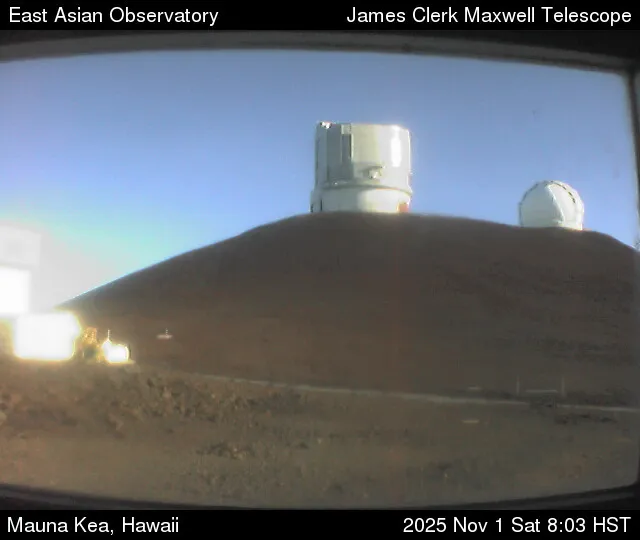 East Asian Observatory
James Clerk Maxwell Telescope
Mauna Kea, Hawaii
2025 Nov 1 Sat 8:03 HST